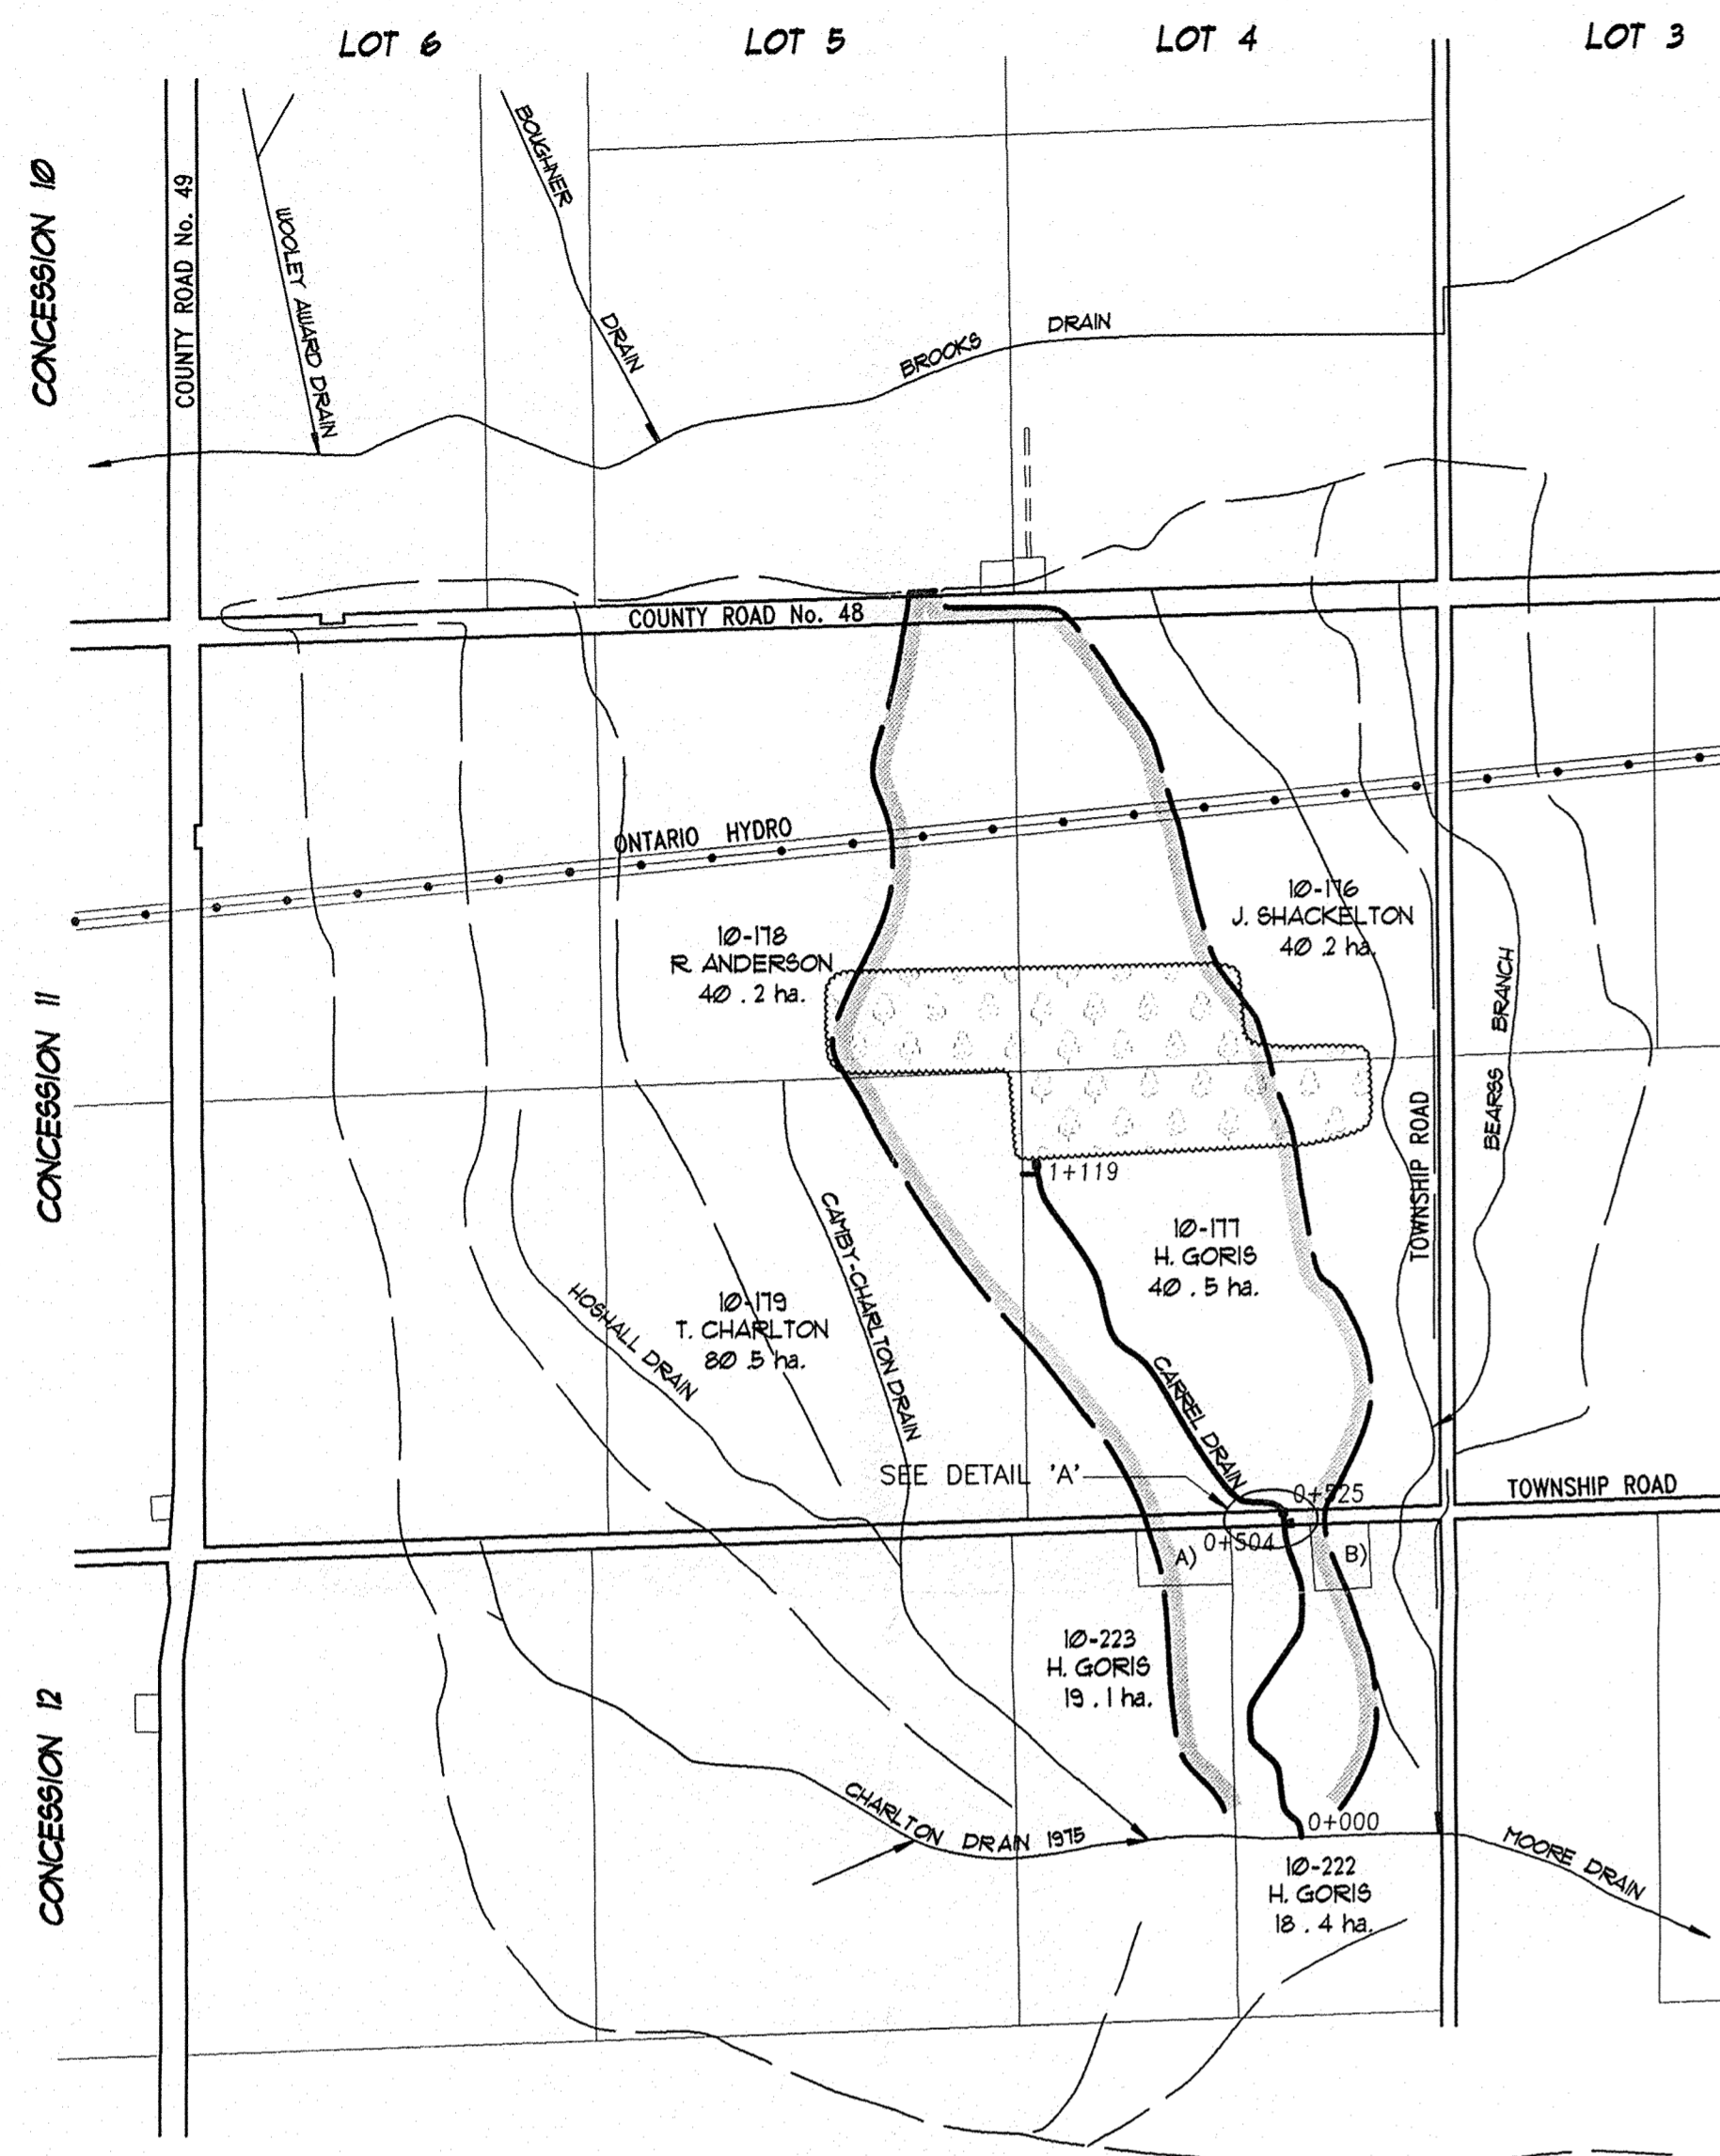 LOT 6
LOT 5
LOT 4
LOT 3
CONCESSION 10
COUNTY ROAD No. 49
WOOLEY AWARD DRAIN
BOUGHNER
DRAIN
BROOKS
DRAIN
COUNTY ROAD No. 48
ONTARIO HYDRO
10-178
R. ANDERSON
40.2 ha.
10-176
J. SHACKELTON
40.2 ha.
CONCESSION 11
BEARSS BRANCH
TOWNSHIP ROAD
1+119
10-177
H. GORIS
40.5 ha.
CAMBY-CHARLTON DRAIN
HOSHALL DRAIN
10-179
T. CHARLTON
80.5 ha.
CARREL DRAIN
SEE DETAIL 'A'
0+525
TOWNSHIP ROAD
0+504
A)
B)
10-223
H. GORIS
19.1 ha.
CONCESSION 12
CHARLTON DRAIN 1975
0+000
MOORE DRAIN
10-222
H. GORIS
18.4 ha.